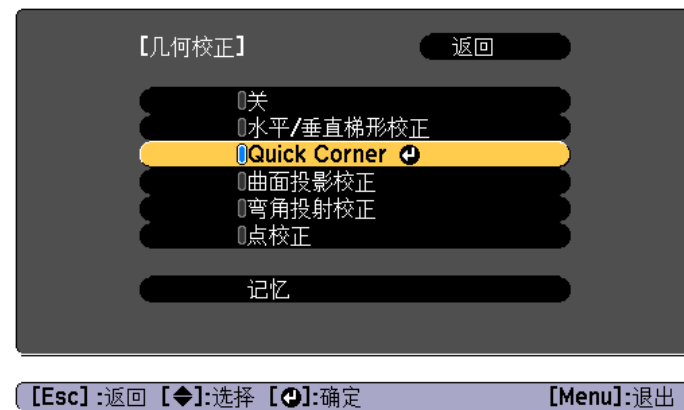 【几何校正】 返回
关
水平/垂直梯形校正
Quick Corner
曲面投影校正
弯角投射校正
点校正
记忆
[Esc]:返回 [◆]:选择 [⏎]:确定 [Menu]:退出